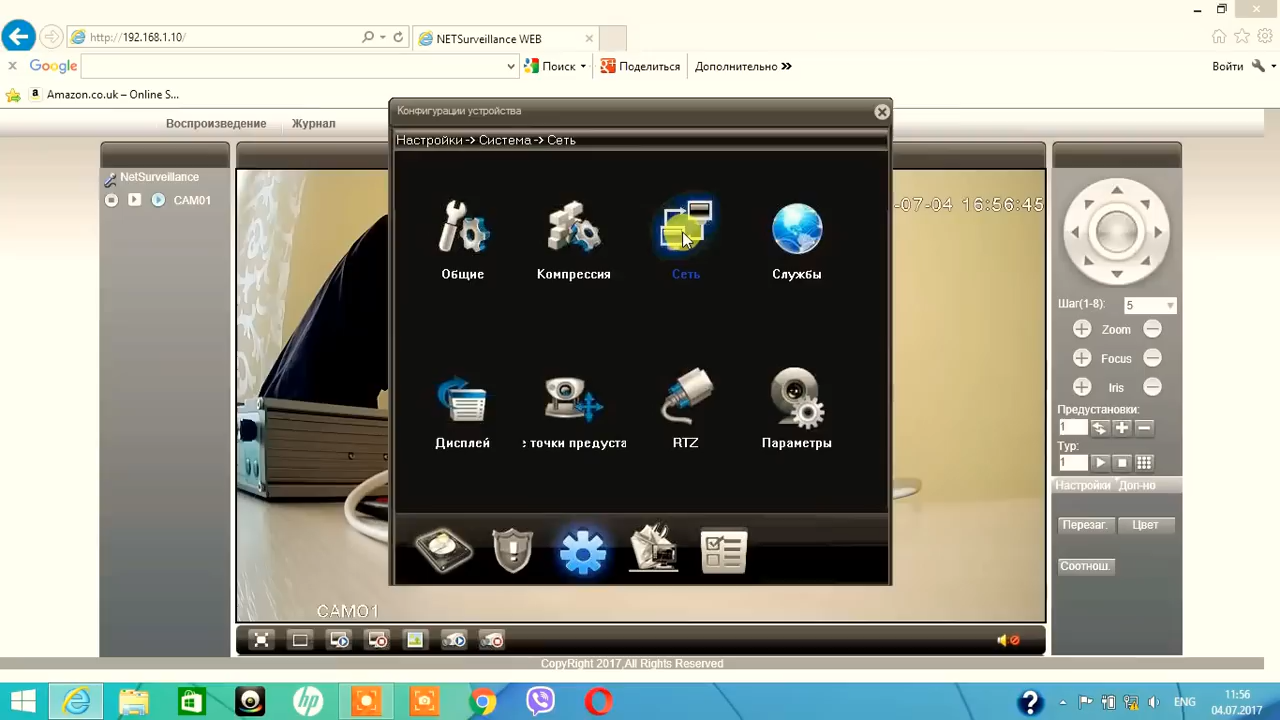 http://192.168.1.10/
NETSurveillance WEB
Google
Поиск
Поделиться
Дополнительно »
Войти
Amazon.co.uk – Online S...
Воспроизведение
Журнал
Конфигурации устройства
Настройки -> Система -> Сеть
NetSurveillance
CAM01
-07-04 16:56:45
Общие
Компрессия
Сеть
Службы
Дисплей
е точки предуста
RTZ
Параметры
Шаг(1-8):
5
Zoom
Focus
Iris
Предустановки:
1
Тур:
1
Настройки
Доп-но
Перезаг.
Цвет
Соотнош.
CAM01
CopyRight 2017,All Rights Reserved
ENG
11:56
04.07.2017